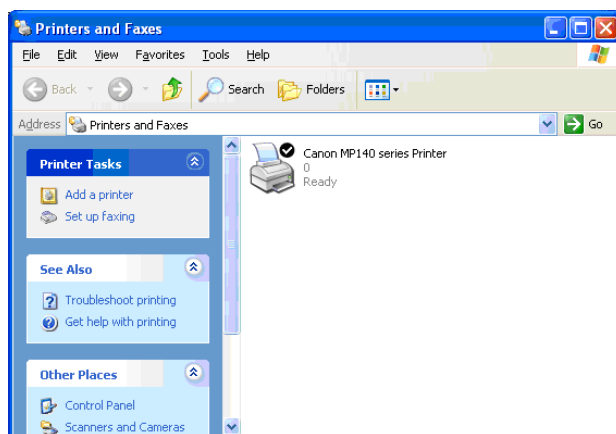 Printers and Faxes
File Edit View Favorites Tools Help
Back Search Folders
Address Printers and Faxes Go
Printer Tasks
Add a printer
Set up faxing
See Also
Troubleshoot printing
Get help with printing
Other Places
Control Panel
Scanners and Cameras
Canon MP140 series Printer
0
Ready